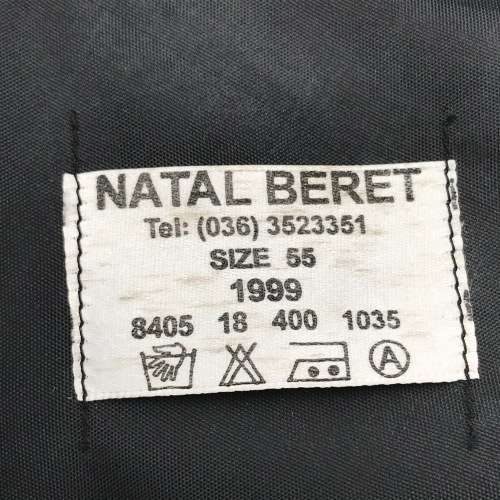 NATAL BERET
Tel: (036) 3523351
SIZE 55
1999
8405 18 400 1035
A